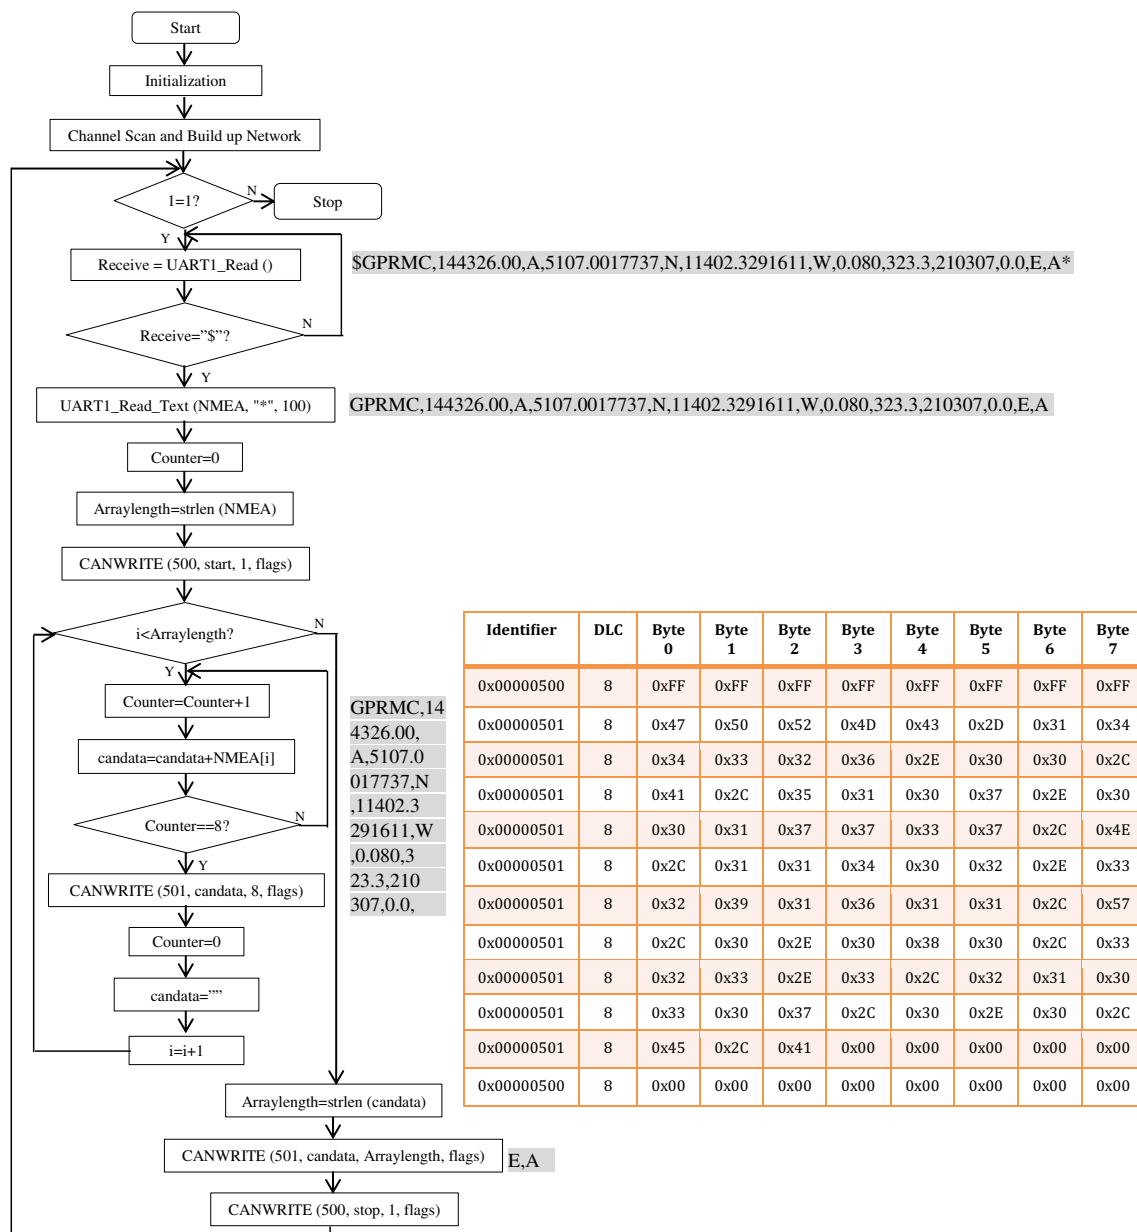 Start
Initialization
Channel Scan and Build up Network
1=1?
N
Stop
Y
Receive = UART1_Read ()
$GPRMC,144326.00,A,5107.0017737,N,11402.3291611,W,0.080,323.3,210307,0.0,E,A*
Receive=”$”?
N
Y
UART1_Read_Text (NMEA, "*", 100)
GPRMC,144326.00,A,5107.0017737,N,11402.3291611,W,0.080,323.3,210307,0.0,E,A
Counter=0
Arraylength=strlen (NMEA)
CANWRITE (500, start, 1, flags)
i<Arraylength?
N
Y
Counter=Counter+1
candata=candata+NMEA[i]
Counter==8?
N
Y
CANWRITE (501, candata, 8, flags)
Counter=0
candata=””
i=i+1
GPRMC,14
4326.00,
A,5107.0
017737,N
,11402.3
291611,W
,0.080,3
23.3,210
307,0.0,
Identifier DLC Byte 0 Byte 1 Byte 2 Byte 3 Byte 4 Byte 5 Byte 6 Byte 7
0x00000500 8 0xFF 0xFF 0xFF 0xFF 0xFF 0xFF 0xFF 0xFF
0x00000501 8 0x47 0x50 0x52 0x4D 0x43 0x2D 0x31 0x34
0x00000501 8 0x34 0x33 0x32 0x36 0x2E 0x30 0x30 0x2C
0x00000501 8 0x41 0x2C 0x35 0x31 0x30 0x37 0x2E 0x30
0x00000501 8 0x30 0x31 0x37 0x37 0x33 0x37 0x2C 0x4E
0x00000501 8 0x2C 0x31 0x31 0x34 0x30 0x32 0x2E 0x33
0x00000501 8 0x32 0x39 0x31 0x36 0x31 0x31 0x2C 0x57
0x00000501 8 0x2C 0x30 0x2E 0x30 0x38 0x30 0x2C 0x33
0x00000501 8 0x32 0x33 0x2E 0x33 0x2C 0x32 0x31 0x30
0x00000501 8 0x33 0x30 0x37 0x2C 0x30 0x2E 0x30 0x2C
0x00000501 8 0x45 0x2C 0x41 0x00 0x00 0x00 0x00 0x00
0x00000500 8 0x00 0x00 0x00 0x00 0x00 0x00 0x00 0x00
Arraylength=strlen (candata)
CANWRITE (501, candata, Arraylength, flags)
E,A
CANWRITE (500, stop, 1, flags)